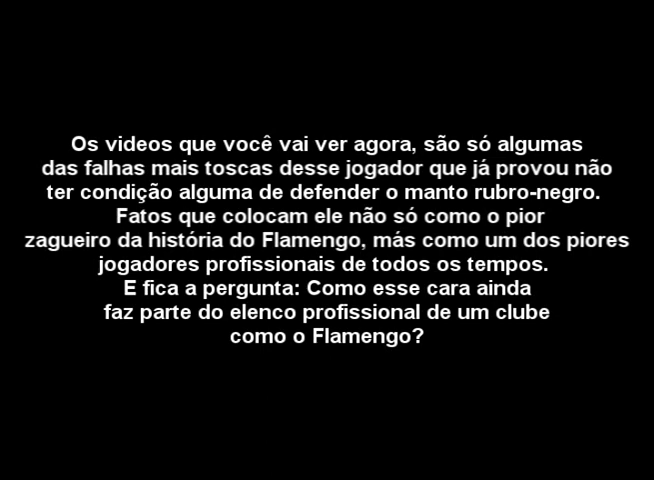 Os videos que você vai ver agora, são só algumas
das falhas mais toscas desse jogador que já provou não
ter condição alguma de defender o manto rubro-negro.
Fatos que colocam ele não só como o pior
zagueiro da história do Flamengo, más como um dos piores
jogadores profissionais de todos os tempos.
E fica a pergunta: Como esse cara ainda
faz parte do elenco profissional de um clube
como o Flamengo?